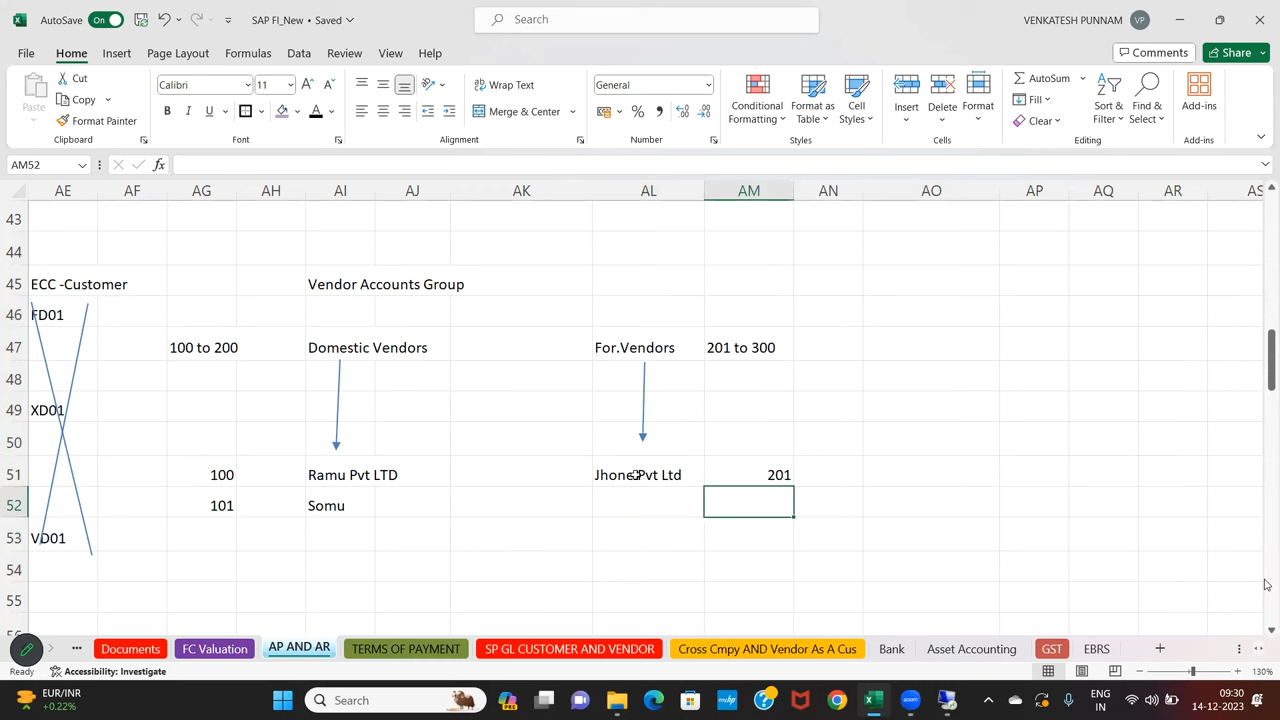 AutoSave On SAP FI_New • Saved Search VENKATESH PUNNAM VP
File Home Insert Page Layout Formulas Data Review View Help Comments Share
Paste Cut Copy Format Painter Clipboard
Calibri 11 A A B I U A Font
Wrap Text Merge & Center Alignment
General % , Number
Conditional Formatting Format as Table Cell Styles Styles
Insert Delete Format Cells
AutoSum Fill Clear Sort & Filter Find & Select Editing
Add-ins Add-ins
AM52 fx
AE AF AG AH AI AJ AK AL AM AN AO AP AQ AR AS
43
44
45 ECC -Customer Vendor Accounts Group
46 FD01
47 100 to 200 Domestic Vendors For.Vendors 201 to 300
48
49 XD01
50
51 100 Ramu Pvt LTD Jhone Pvt Ltd 201
52 101 Somu
53 VD01
54
55
Documents FC Valuation AP AND AR TERMS OF PAYMENT SP GL CUSTOMER AND VENDOR Cross Cmpy AND Vendor As A Cus Bank Asset Accounting GST EBRS
Ready Accessibility: Investigate 130%
EUR/INR +0.22% Search ENG IN 09:30 14-12-2023